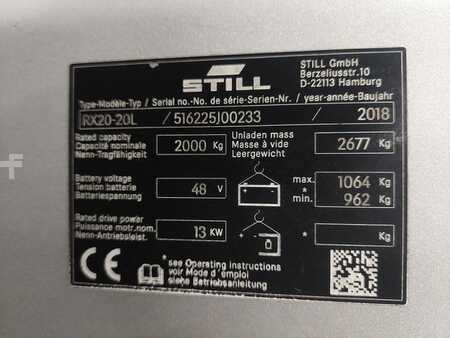 STILL
STILL GmbH
Berzeliusstr.10
D-22113 Hamburg
Type-Modèle-Typ / Serial no.-No. de série-Serien-Nr. / year-année-Baujahr
RX20-20L / 516225J00233 / 2018
Rated capacity
Capacité nominale
Nenn-Tragfähigkeit
2000 Kg
Unladen mass
Masse à vide
Leergewicht
2677 Kg
Battery voltage
Tension batterie
Batteriespannung
48 V
max. 1064 Kg
*
min. 962 Kg
Rated drive power
Puissance motr.nom.
Nenn-Antriebsleist.
13 KW
* Kg
CE
* see Operating instructions
voir Mode d'emploi
siehe Betriebsanleitung